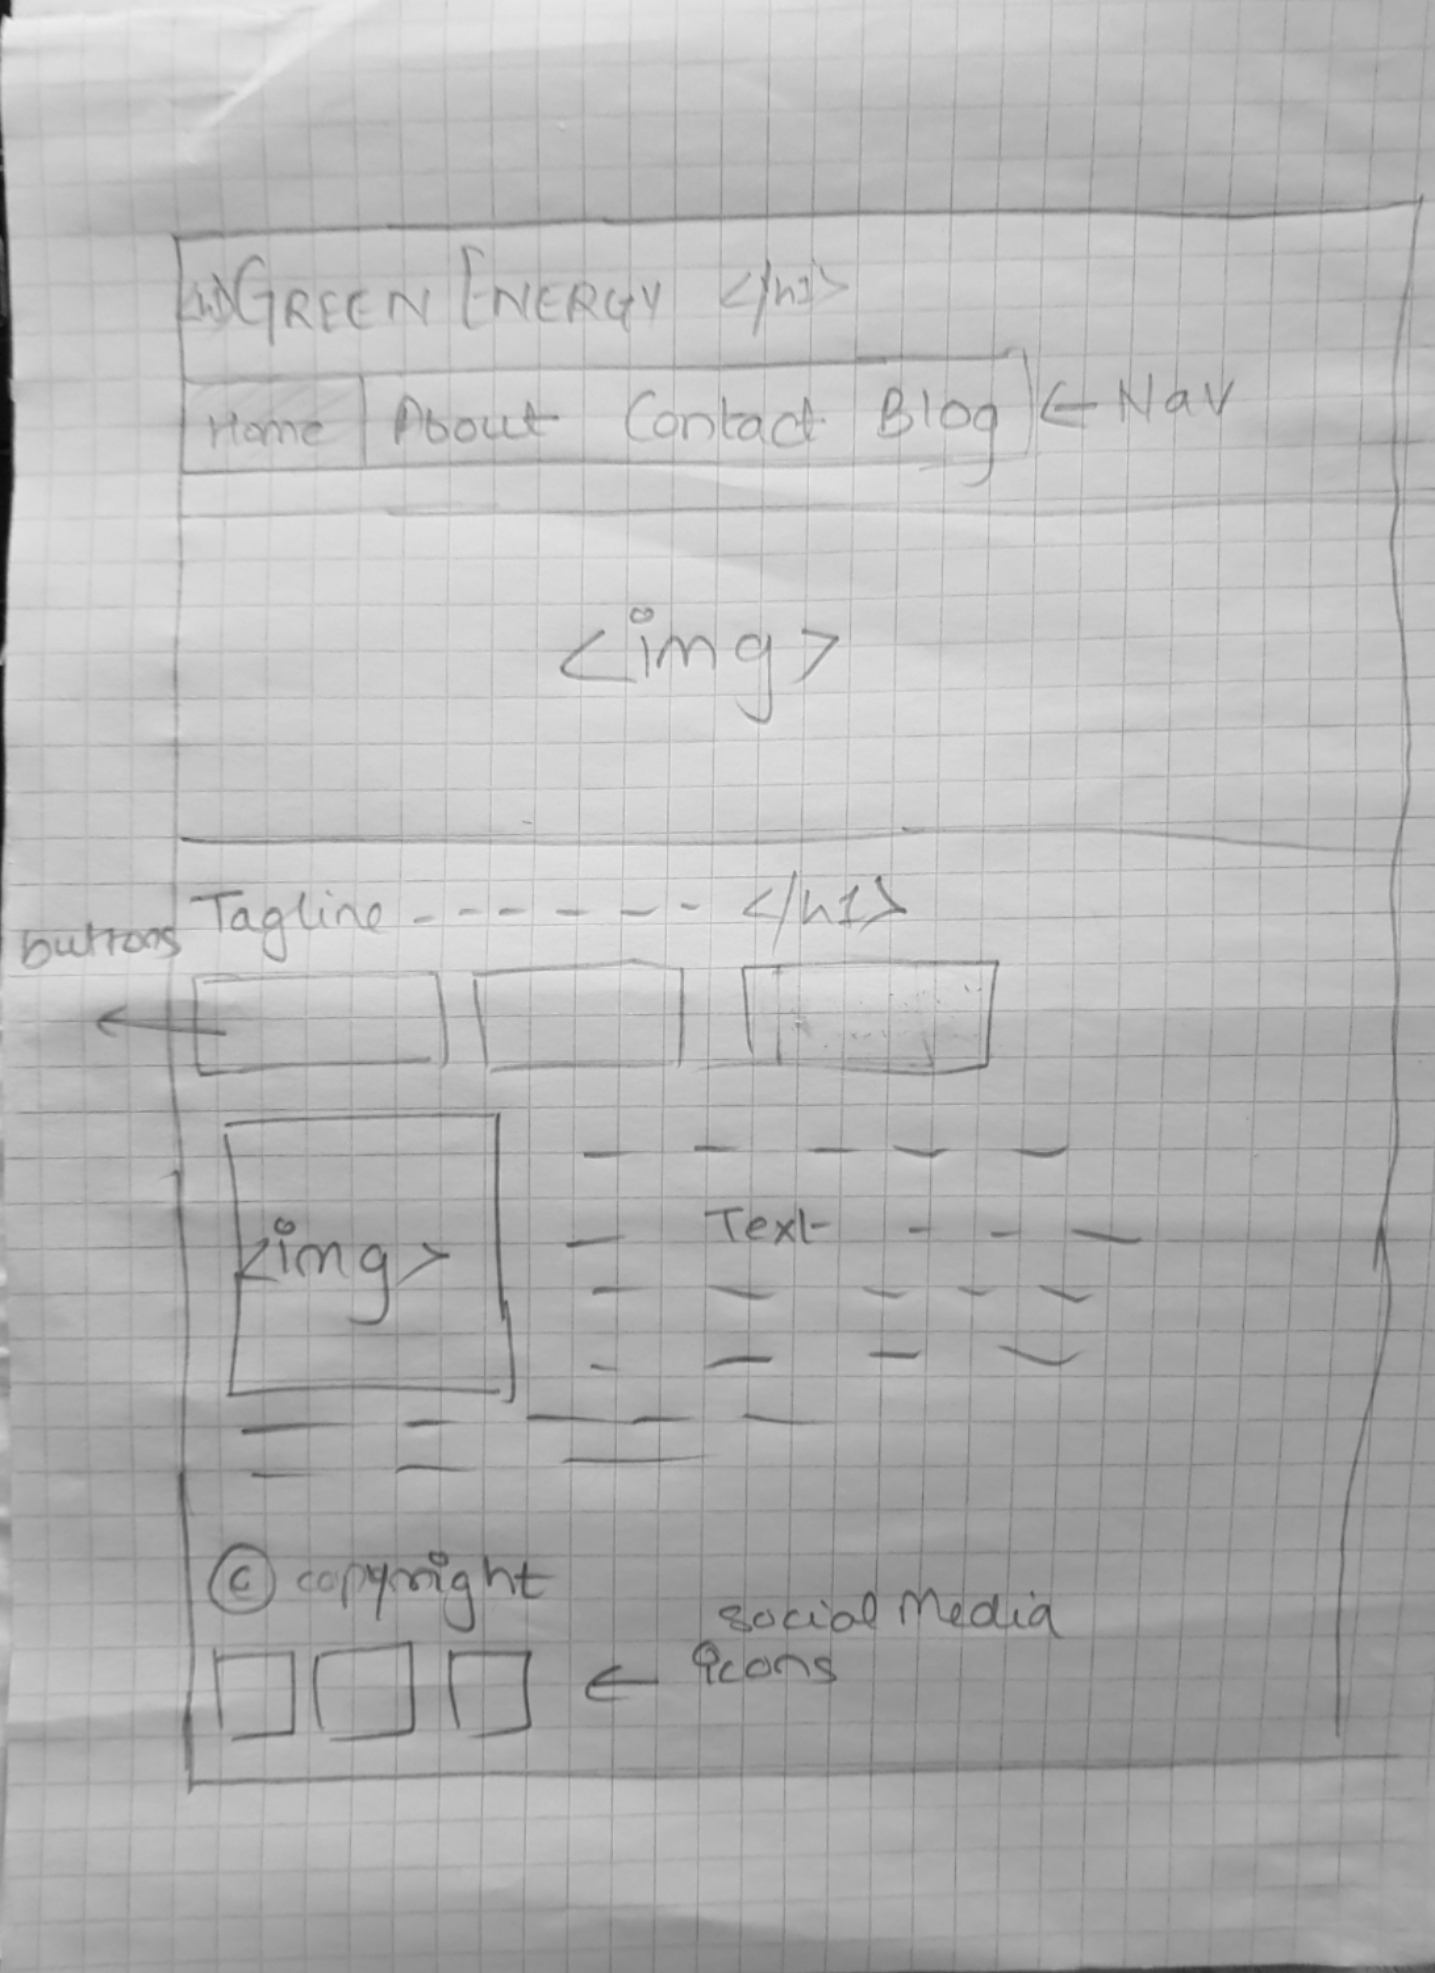 <h1>GREEN ENERGY </h1>
Home About Contact Blog ← Nav
<img>
Tagline - - - - - - </h1>
buttons
<img>
Text
© copyright
social Media
icons